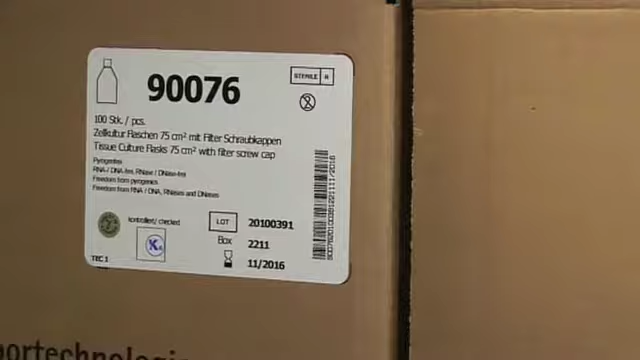 90076
STERILE R
100 Stk. / pcs.
Zellkultur Flaschen 75 cm² mit Filter Schraubkappen
Tissue Culture Flasks 75 cm² with filter screw cap
Pyrogenfrei
RNA-/ DNA-frei, RNase-/ DNase-frei
Freedom from pyrogenics
Freedom from RNA / DNA, RNases and DNases
kontrolliert/ checked
K
TEC 1
LOT 20100391
Box 2211
11/2016
portechnologi